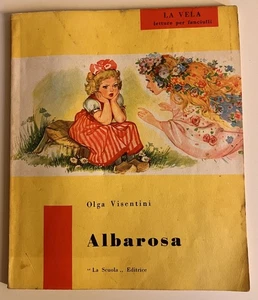 LA VELA
letture per fanciulli
Olga Visentini
Albarosa
“ La Scuola „ Editrice